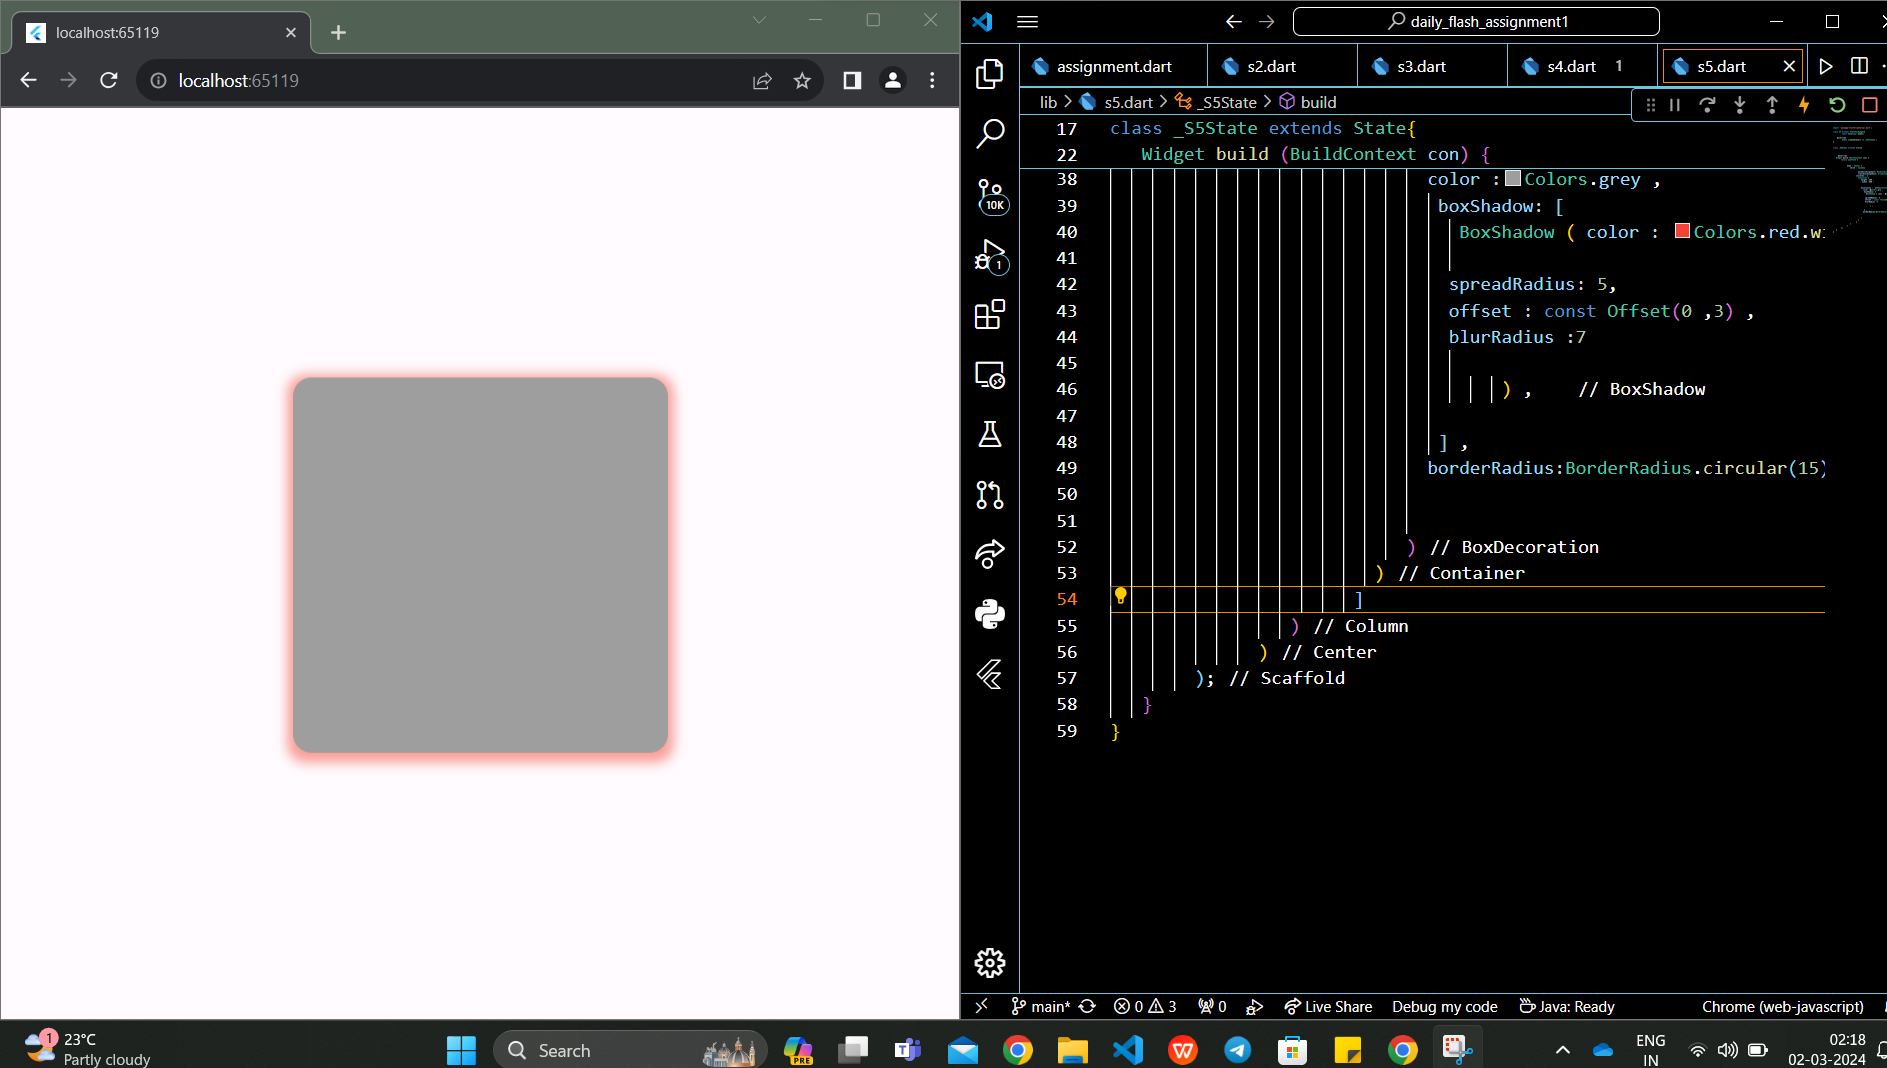 localhost:65119
localhost:65119
daily_flash_assignment1
assignment.dart
s2.dart
s3.dart
s4.dart 1
s5.dart
lib > s5.dart > _S5State > build
17 class _S5State extends State{
22 Widget build (BuildContext con) {
38 color : Colors.grey ,
39 boxShadow: [
40 BoxShadow ( color : Colors.red.wi
41
42 spreadRadius: 5,
43 offset : const Offset(0 ,3) ,
44 blurRadius :7
45
46 ) , // BoxShadow
47
48 ] ,
49 borderRadius:BorderRadius.circular(15)
50
51
52 ) // BoxDecoration
53 ) // Container
54 ]
55 ) // Column
56 ) // Center
57 ); // Scaffold
58 }
59 }
10K
1
main* 0 3 0 Live Share Debug my code Java: Ready Chrome (web-javascript)
1
23°C
Partly cloudy
Search
PRE
ENG
IN
02:18
02-03-2024